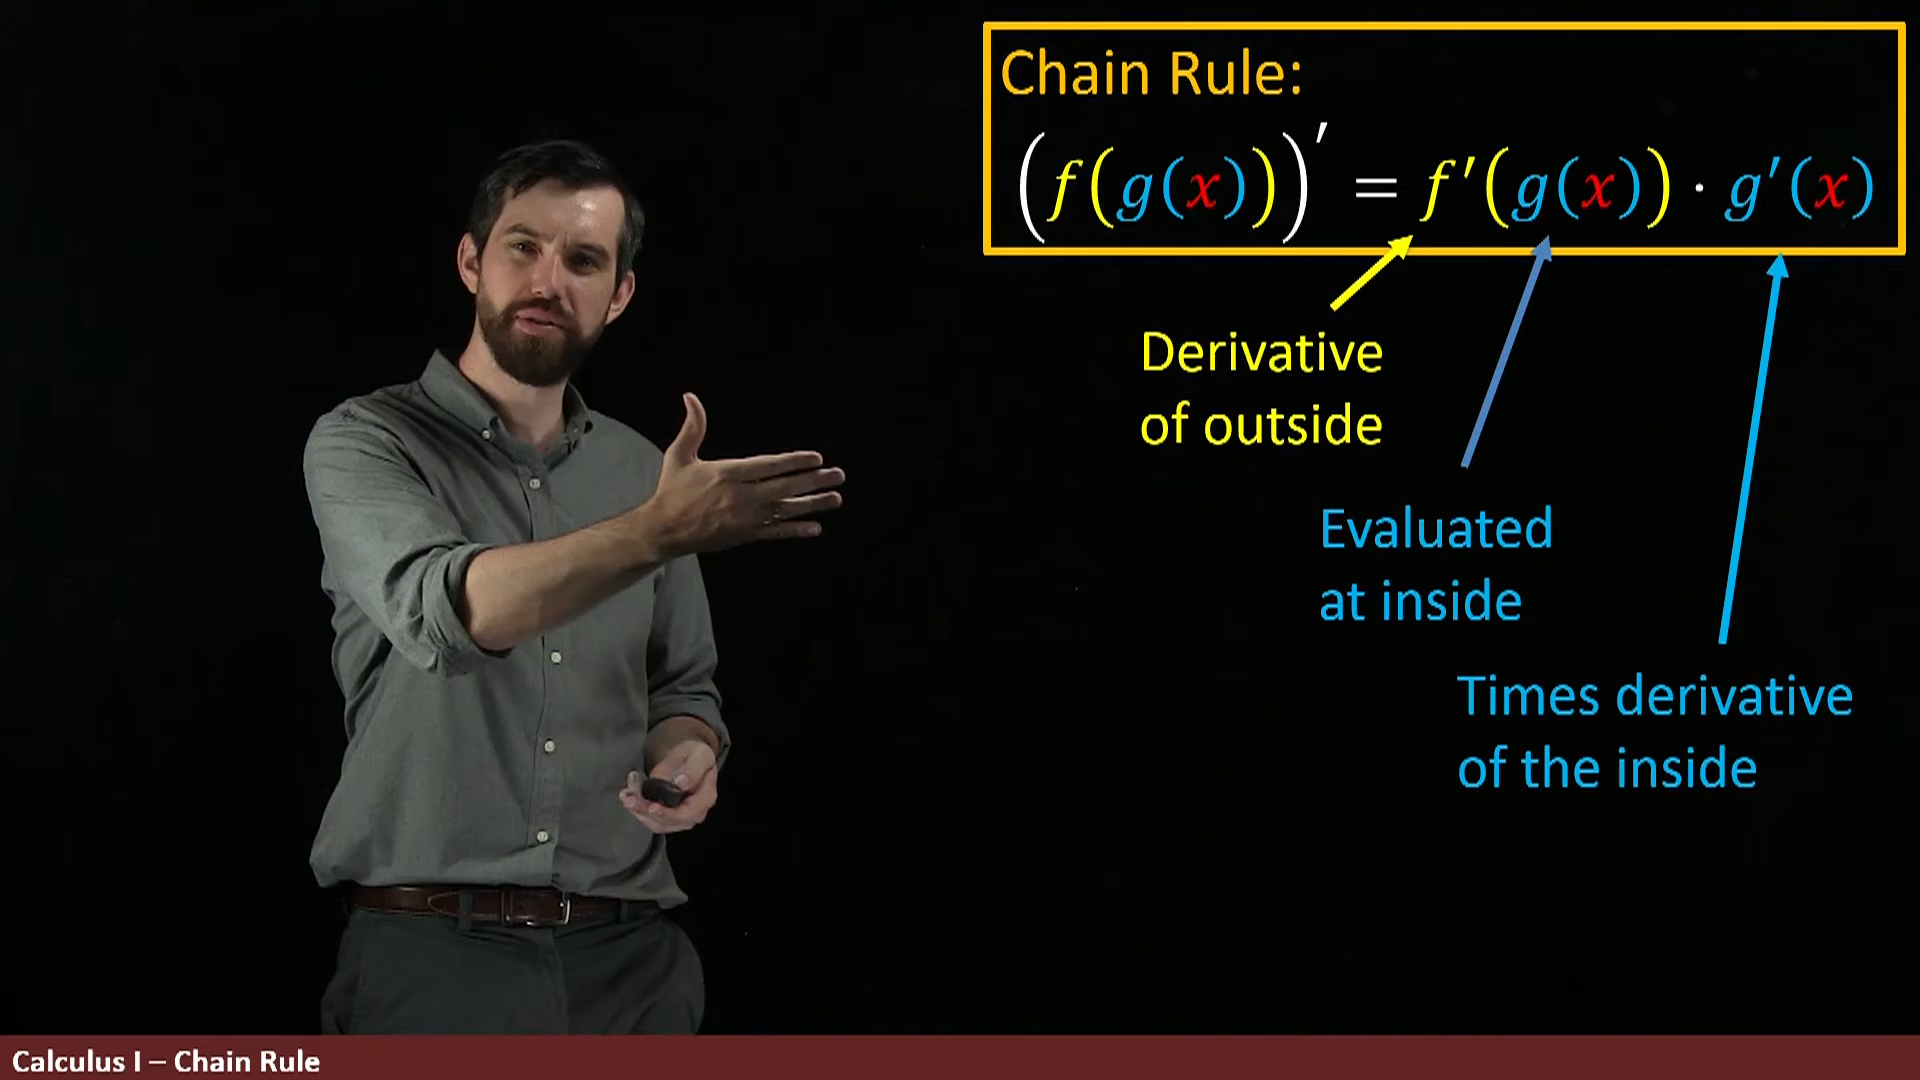 Chain Rule:
(f(g(x)))′ = f′(g(x)) · g′(x)
Derivative
of outside
Evaluated
at inside
Times derivative
of the inside
Calculus I – Chain Rule